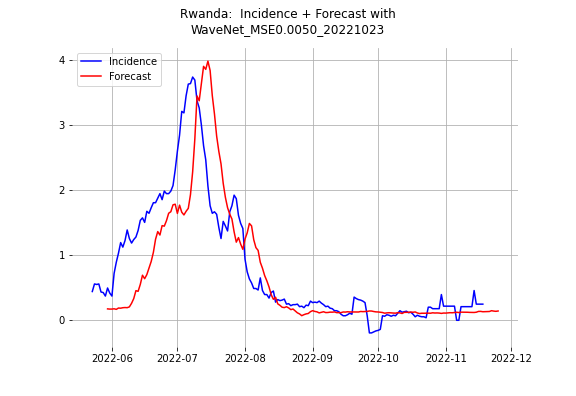 Rwanda: Incidence + Forecast with
WaveNet_MSE0.0050_20221023
Incidence
Forecast
4
3
2
1
0
2022-06 2022-07 2022-08 2022-09 2022-10 2022-11 2022-12